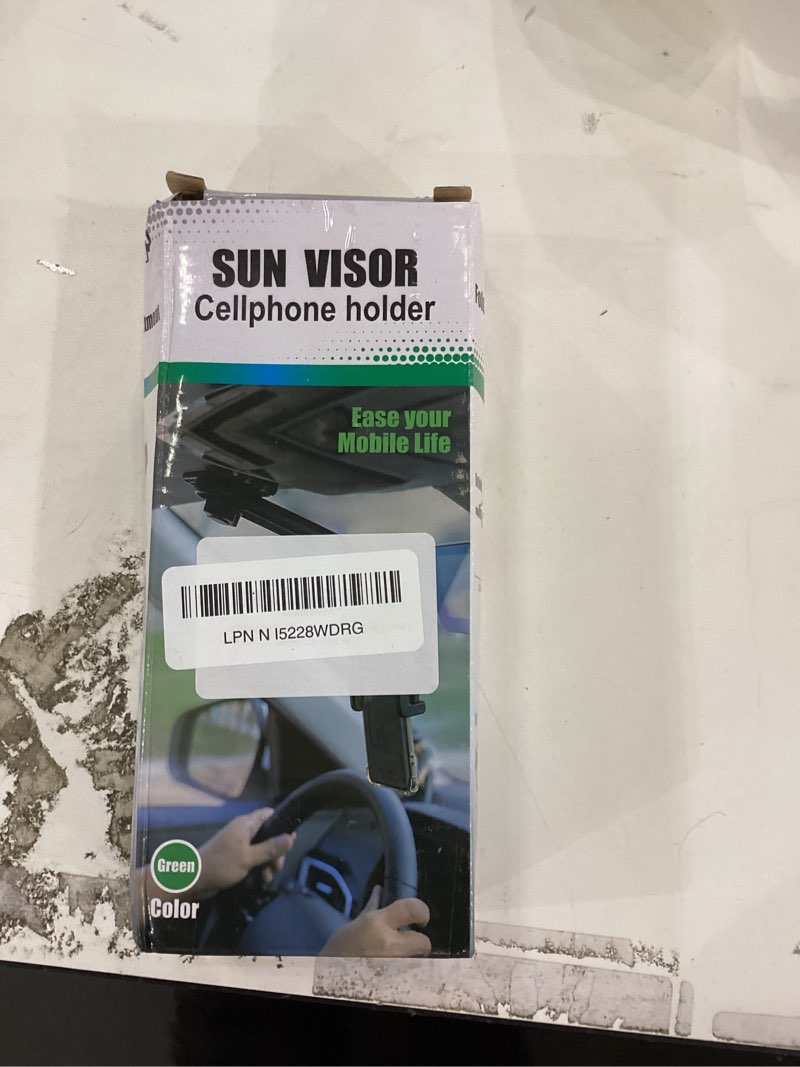 SUN VISOR
Cellphone holder
Ease your
Mobile Life
LPN N I5228WDRG
Green
Color